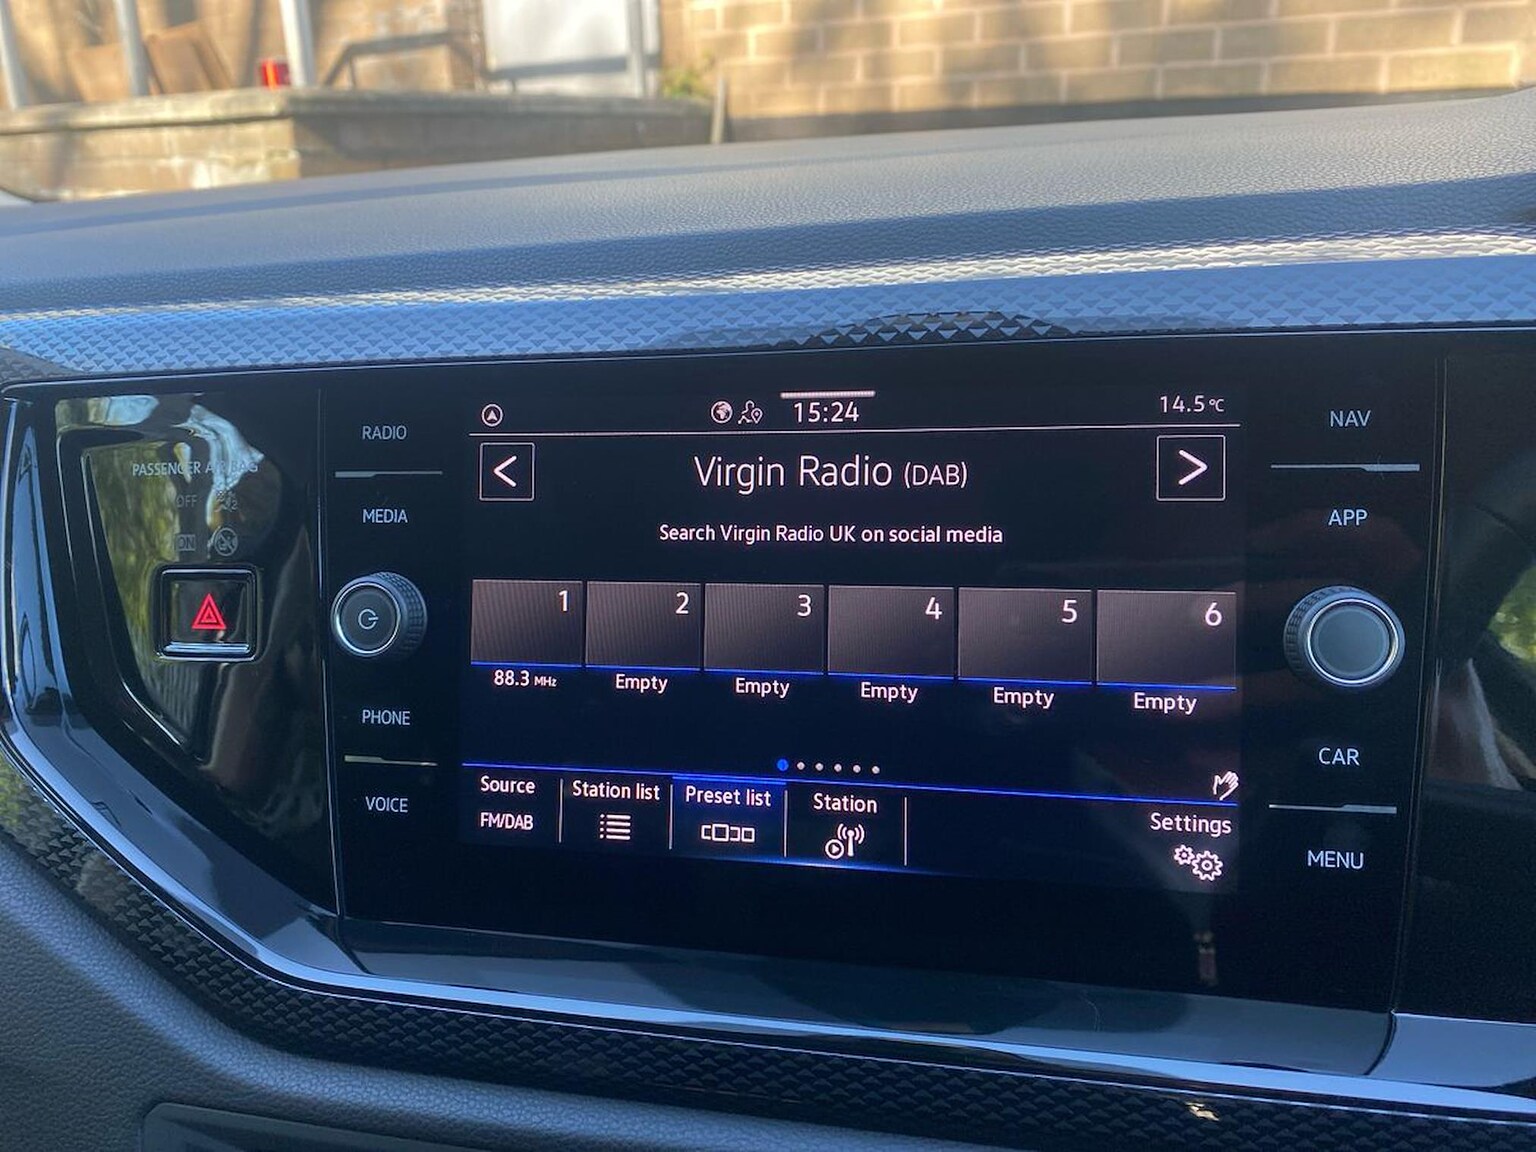 RADIO
MEDIA
PHONE
VOICE
PASSENGER AIR BAG
OFF
ON
15:24
14.5°C
<
Virgin Radio (DAB)
>
Search Virgin Radio UK on social media
1 2 3 4 5 6
88.3 MHz Empty Empty Empty Empty Empty
Source Station list Preset list Station Settings
FM/DAB
NAV
APP
CAR
MENU